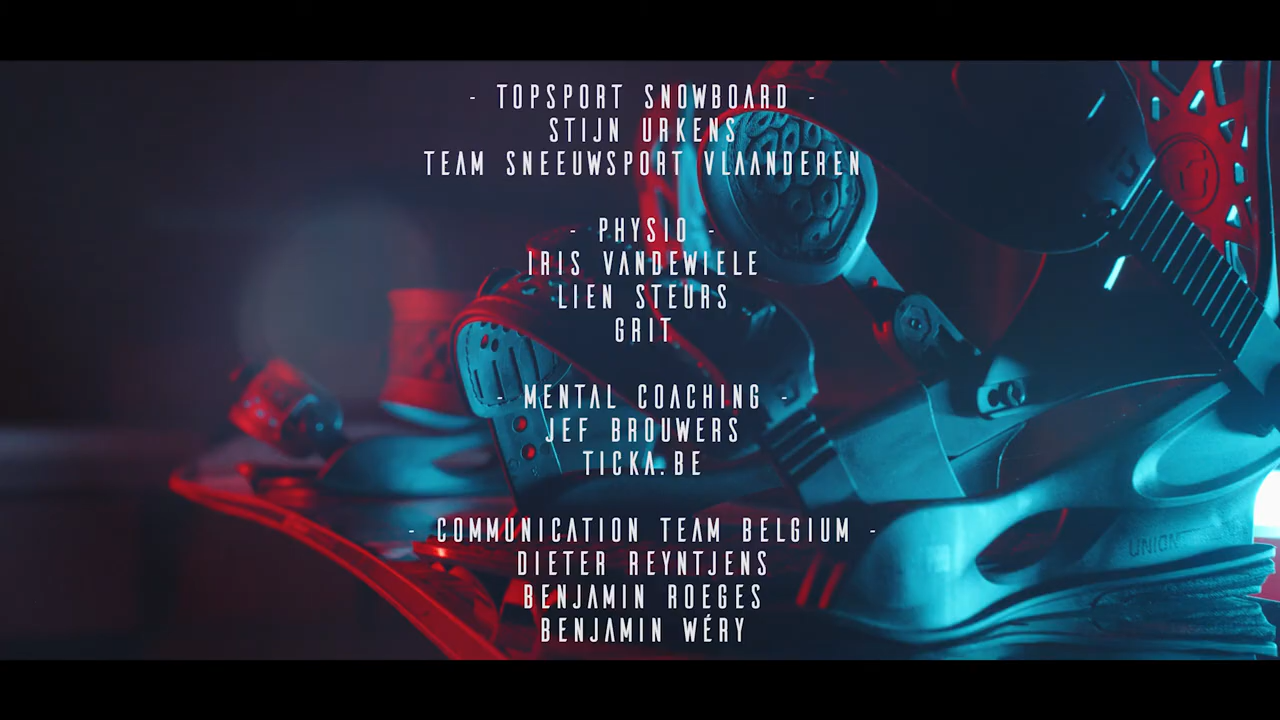 - TOPSPORT SNOWBOARD -
STIJN URKENS
TEAM SNEEUWSPORT VLAANDEREN
- PHYSIO -
IRIS VANDEWIELE
LIEN STEURS
GRIT
- MENTAL COACHING -
JEF BROUWERS
TICKA.BE
- COMMUNICATION TEAM BELGIUM -
DIETER REYNTJENS
BENJAMIN ROEGES
BENJAMIN WÉRY
UNION